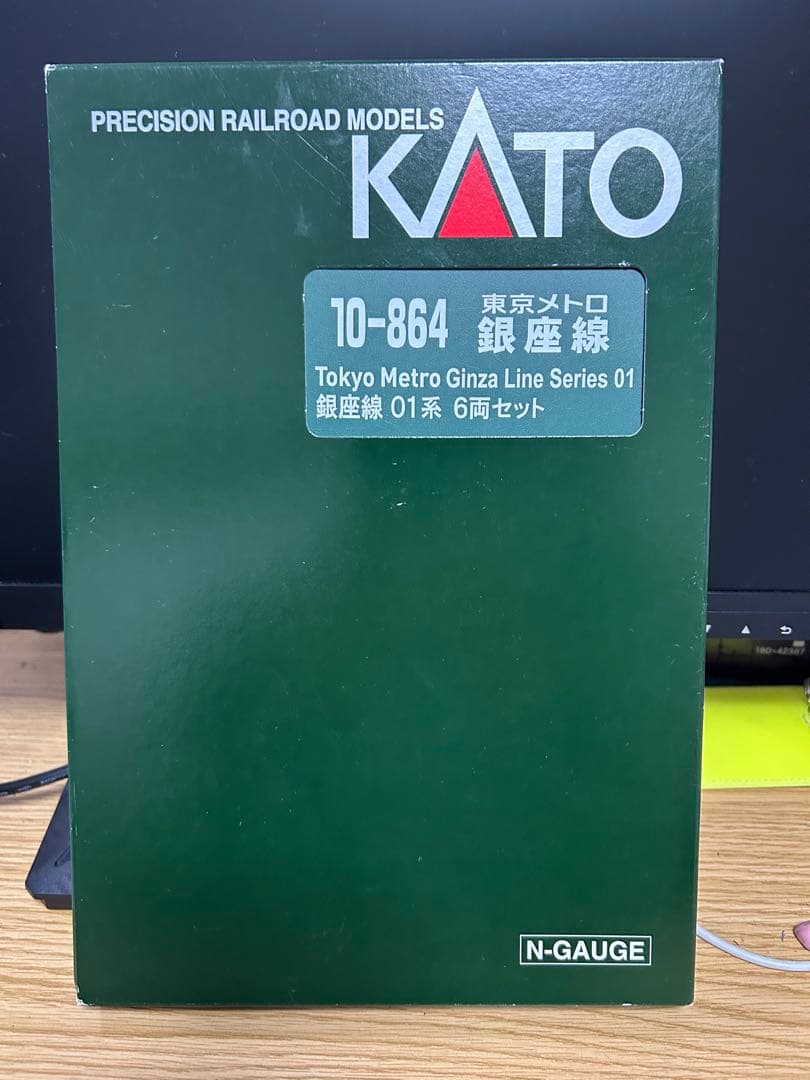 PRECISION RAILROAD MODELS
KATO
10-864
東京メトロ
銀座線
Tokyo Metro Ginza Line Series 01
銀座線 01系 6両セット
N-GAUGE